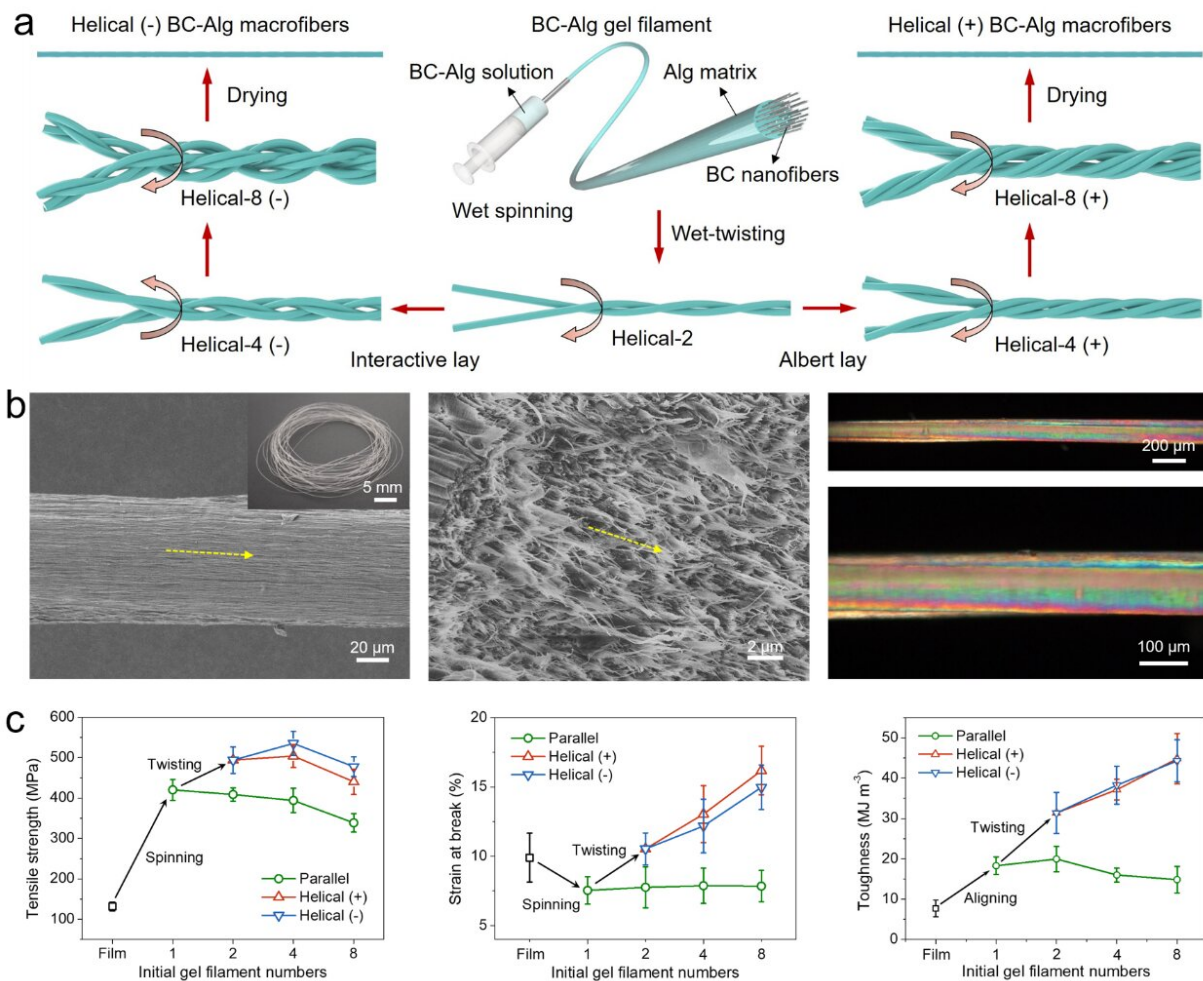 a
Helical (-) BC-Alg macrofibers
BC-Alg gel filament
Helical (+) BC-Alg macrofibers
BC-Alg solution
Alg matrix
Drying
Drying
BC nanofibers
Helical-8 (-)
Wet spinning
Helical-8 (+)
Wet-twisting
Helical-4 (-)
Helical-2
Helical-4 (+)
Interactive lay
Albert lay
b
5 mm
20 µm
2 µm
200 µm
100 µm
c
Tensile strength (MPa)
600
500
400
300
200
100
Twisting
Spinning
Parallel
Helical (+)
Helical (-)
Film
1
2
4
8
Initial gel filament numbers
Strain at break (%)
20
17.5
15
12.5
10
7.5
5
Parallel
Helical (+)
Helical (-)
Twisting
Spinning
Film
1
2
4
8
Initial gel filament numbers
Toughness (MJ m⁻³)
50
40
30
20
10
0
Parallel
Helical (+)
Helical (-)
Twisting
Aligning
Film
1
2
4
8
Initial gel filament numbers